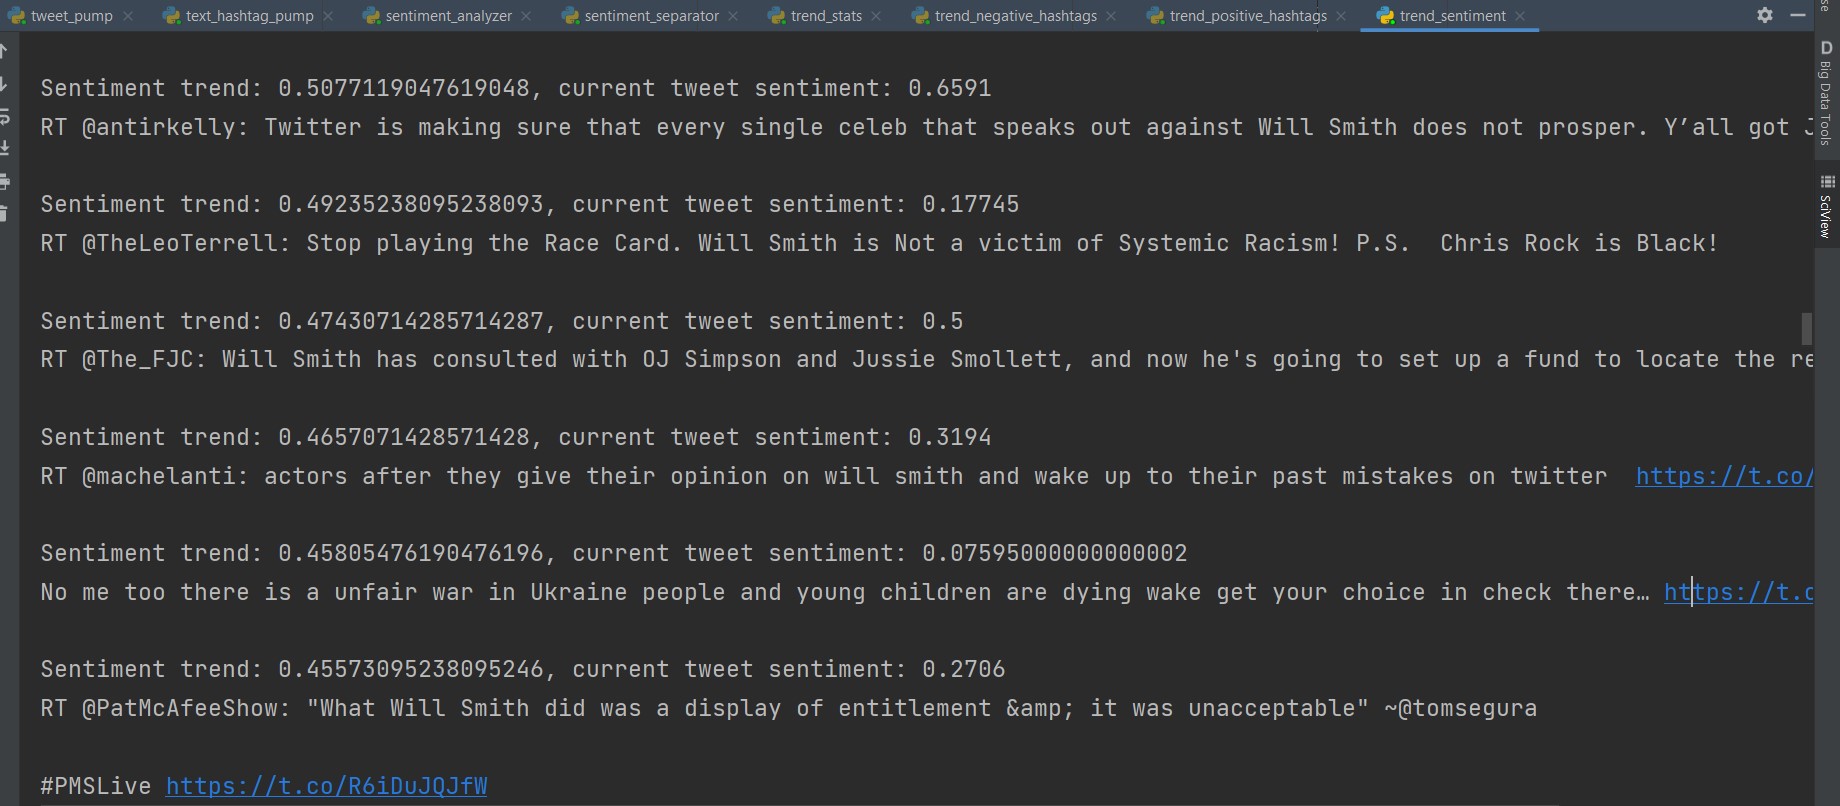 tweet_pump text_hashtag_pump sentiment_analyzer sentiment_separator trend_stats trend_negative_hashtags trend_positive_hashtags trend_sentiment
Sentiment trend: 0.5077119047619048, current tweet sentiment: 0.6591
RT @antirkelly: Twitter is making sure that every single celeb that speaks out against Will Smith does not prosper. Y’all got
Sentiment trend: 0.49235238095238093, current tweet sentiment: 0.17745
RT @TheLeoTerrell: Stop playing the Race Card. Will Smith is Not a victim of Systemic Racism! P.S.  Chris Rock is Black!
Sentiment trend: 0.47430714285714287, current tweet sentiment: 0.5
RT @The_FJC: Will Smith has consulted with OJ Simpson and Jussie Smollett, and now he's going to set up a fund to locate the re
Sentiment trend: 0.4657071428571428, current tweet sentiment: 0.3194
RT @machelanti: actors after they give their opinion on will smith and wake up to their past mistakes on twitter  https://t.co/
Sentiment trend: 0.45805476190476196, current tweet sentiment: 0.07595000000000002
No me too there is a unfair war in Ukraine people and young children are dying wake get your choice in check there… https://t.c
Sentiment trend: 0.45573095238095246, current tweet sentiment: 0.2706
RT @PatMcAfeeShow: "What Will Smith did was a display of entitlement &amp; it was unacceptable" ~@tomsegura
#PMSLive https://t.co/R6iDuJQJfW
se
D
Big Data Tools
SciView